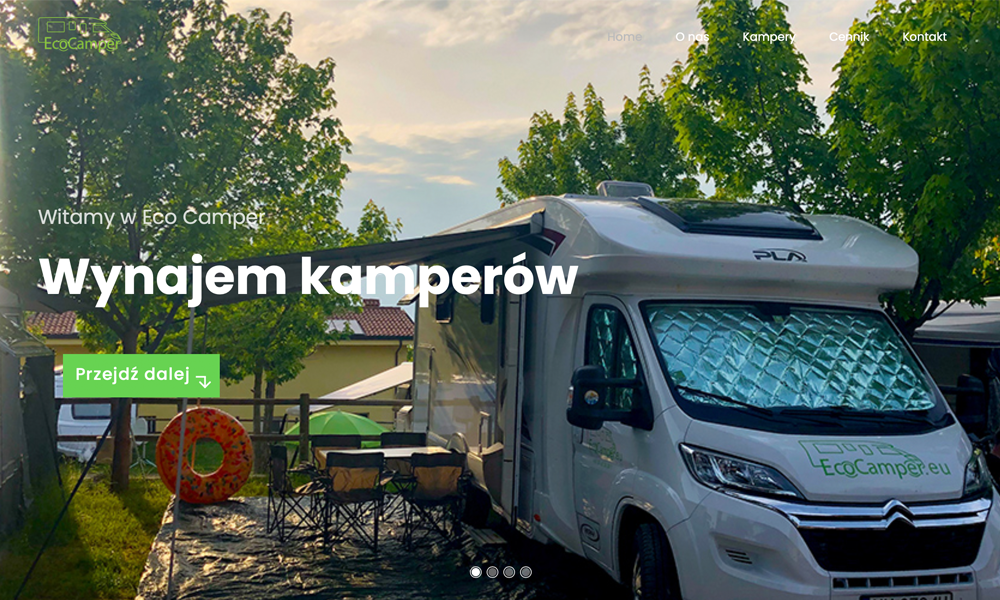 EcoCamper
Home O nas Kampery Cennik Kontakt
Witamy w Eco Camper
Wynajem kamperów
Przejdź dalej
PLA
EcoCamper.eu